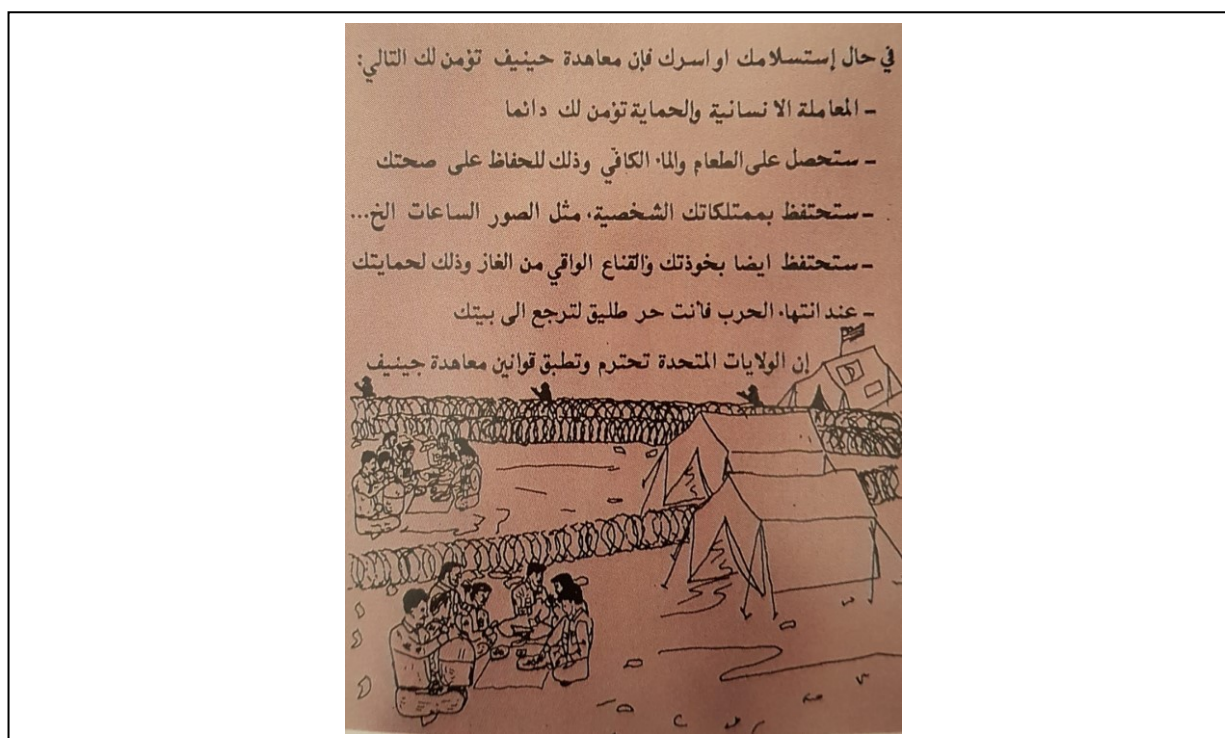 في حال إستسلامك او اسرك فإن معاهدة حينيف تؤمن لك التالي:
- المعاملة الانسانية والحماية تؤمن لك دائما
- ستحصل على الطعام والماء الكافي وذلك للحفاظ على صحتك
- ستحتفظ بممتلكاتك الشخصية، مثل الصور الساعات الخ...
- ستحتفظ ايضا بخوذتك والقناع الواقي من الغاز وذلك لحمايتك
- عند انتهاء الحرب فأنت حر طليق لترجع الى بيتك
إن الولايات المتحدة تحترم وتطبق قوانين معاهدة جينيف